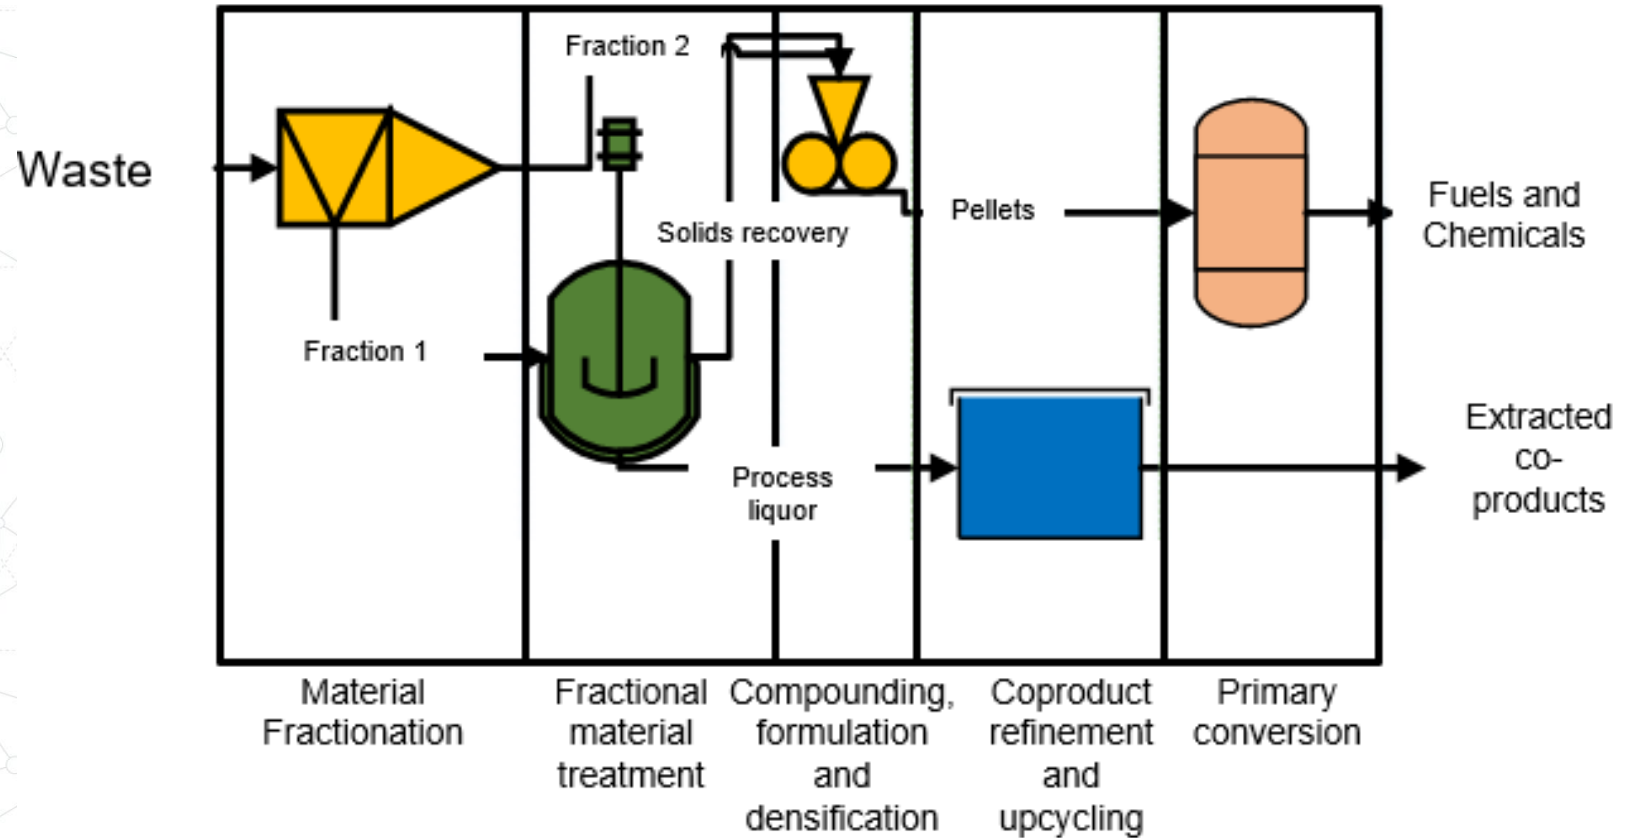 Fraction 2
Waste
Solids recovery
Pellets
Fuels and
Chemicals
Fraction 1
Process
liquor
Extracted
co-
products
Material
Fractionation
Fractional
material
treatment
Compounding,
formulation
and
densification
Coproduct
refinement
and
upcycling
Primary
conversion